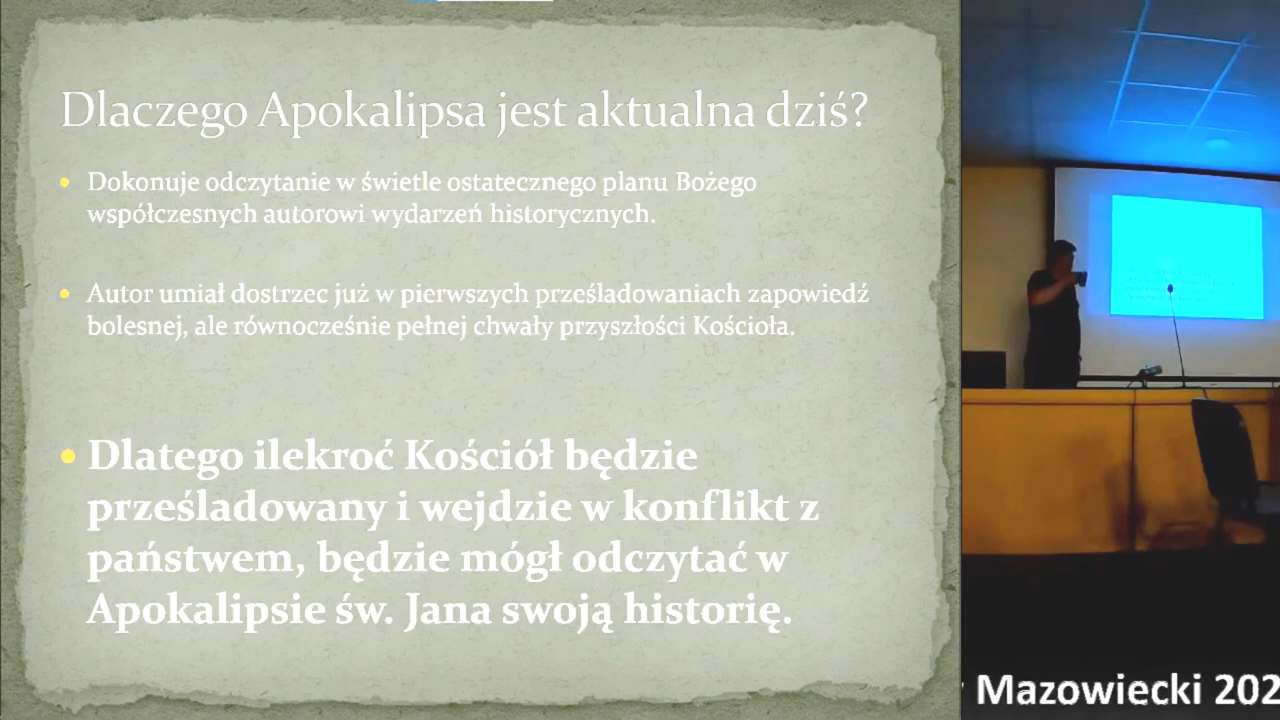 Dlaczego Apokalipsa jest aktualna dziś?
• Dokonuje odczytanie w świetle ostatecznego planu Bożego
współczesnych autorowi wydarzeń historycznych.
• Autor umiał dostrzec już w pierwszych prześladowaniach zapowiedź
bolesnej, ale równocześnie pełnej chwały przyszłości Kościoła.
• Dlatego ilekroć Kościół będzie
prześladowany i wejdzie w konflikt z
państwem, będzie mógł odczytać w
Apokalipsie św. Jana swoją historię.
Mazowiecki 202